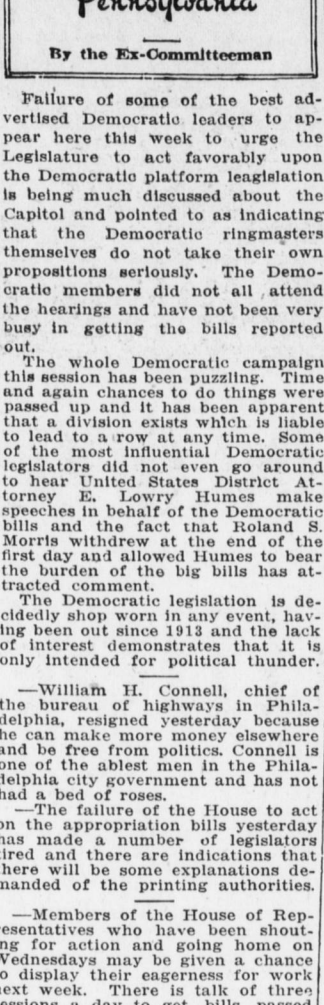 Pennsylvania
By the Ex-Committeeman
Failure of some of the best ad-
vertised Democratic leaders to ap-
pear here this week to urge the
Legislature to act favorably upon
the Democratic platform leagislation
is being much discussed about the
Capitol and pointed to as indicating
that the Democratic ringmasters
themselves do not take their own
propositions seriously. The Demo-
cratic members did not all attend
the hearings and have not been very
busy in getting the bills reported
out.
The whole Democratic campaign
this session has been puzzling. Time
and again chances to do things were
passed up and it has been apparent
that a division exists which is liable
to lead to a row at any time. Some
of the most influential Democratic
legislators did not even go around
to hear United States District At-
torney E. Lowry Humes make
speeches in behalf of the Democratic
bills and the fact that Roland S.
Morris withdrew at the end of the
first day and allowed Humes to bear
the burden of the big bills has at-
tracted comment.
The Democratic legislation is de-
cidedly shop worn in any event, hav-
ing been out since 1913 and the lack
of interest demonstrates that it is
only intended for political thunder.
—William H. Connell, chief of
the bureau of highways in Phila-
delphia, resigned yesterday because
he can make more money elsewhere
and be free from politics. Connell is
one of the ablest men in the Phila-
delphia city government and has not
had a bed of roses.
—The failure of the House to act
on the appropriation bills yesterday
has made a number of legislators
tired and there are indications that
there will be some explanations de-
manded of the printing authorities.
—Members of the House of Rep-
resentatives who have been shout-
ing for action and going home on
Wednesdays may be given a chance
to display their eagerness for work
next week. There is talk of three
sessions a day to get bills passed